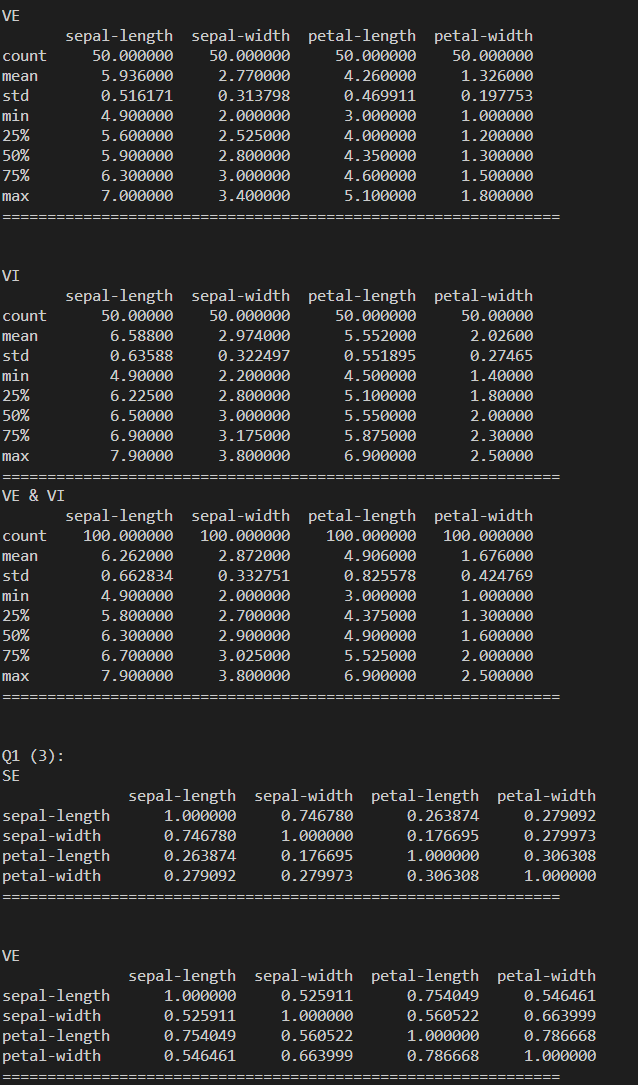 VE
       sepal-length  sepal-width  petal-length  petal-width
count     50.000000    50.000000     50.000000    50.000000
mean       5.936000     2.770000      4.260000     1.326000
std        0.516171     0.313798      0.469911     0.197753
min        4.900000     2.000000      3.000000     1.000000
25%        5.600000     2.525000      4.000000     1.200000
50%        5.900000     2.800000      4.350000     1.300000
75%        6.300000     3.000000      4.600000     1.500000
max        7.000000     3.400000      5.100000     1.800000
==============================================================
VI
       sepal-length  sepal-width  petal-length  petal-width
count      50.00000    50.000000     50.000000     50.00000
mean        6.58800     2.974000      5.552000      2.02600
std         0.63588     0.322497      0.551895      0.27465
min         4.90000     2.200000      4.500000      1.40000
25%         6.22500     2.800000      5.100000      1.80000
50%         6.50000     3.000000      5.550000      2.00000
75%         6.90000     3.175000      5.875000      2.30000
max         7.90000     3.800000      6.900000      2.50000
==============================================================
VE & VI
       sepal-length  sepal-width  petal-length  petal-width
count    100.000000   100.000000    100.000000   100.000000
mean       6.262000     2.872000      4.906000     1.676000
std        0.662834     0.332751      0.825578     0.424769
min        4.900000     2.000000      3.000000     1.000000
25%        5.800000     2.700000      4.375000     1.300000
50%        6.300000     2.900000      4.900000     1.600000
75%        6.700000     3.025000      5.525000     2.000000
max        7.900000     3.800000      6.900000     2.500000
==============================================================
Q1 (3):
SE
              sepal-length  sepal-width  petal-length  petal-width
sepal-length      1.000000     0.746780      0.263874     0.279092
sepal-width       0.746780     1.000000      0.176695     0.279973
petal-length      0.263874     0.176695      1.000000     0.306308
petal-width       0.279092     0.279973      0.306308     1.000000
==============================================================
VE
              sepal-length  sepal-width  petal-length  petal-width
sepal-length      1.000000     0.525911      0.754049     0.546461
sepal-width       0.525911     1.000000      0.560522     0.663999
petal-length      0.754049     0.560522      1.000000     0.786668
petal-width       0.546461     0.663999      0.786668     1.000000
==============================================================